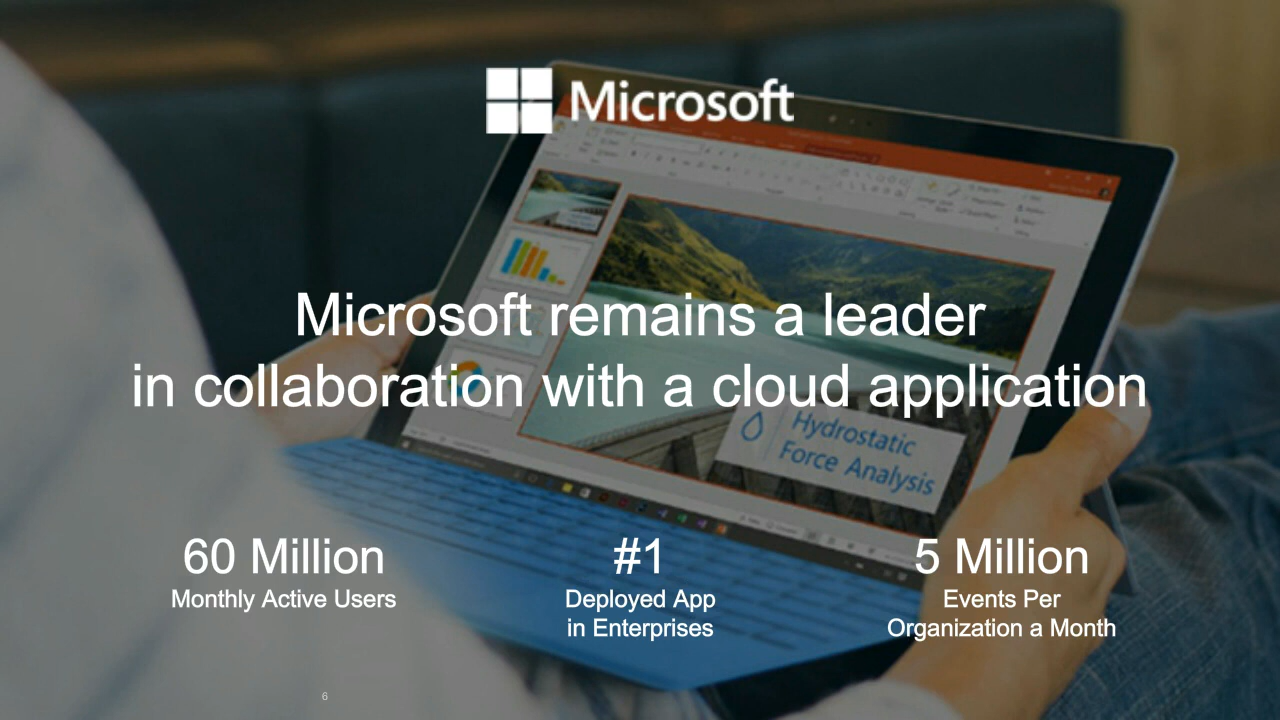 Microsoft
Microsoft remains a leader
in collaboration with a cloud application
Hydrostatic
Force Analysis
60 Million
Monthly Active Users
#1
Deployed App
in Enterprises
5 Million
Events Per
Organization a Month
6